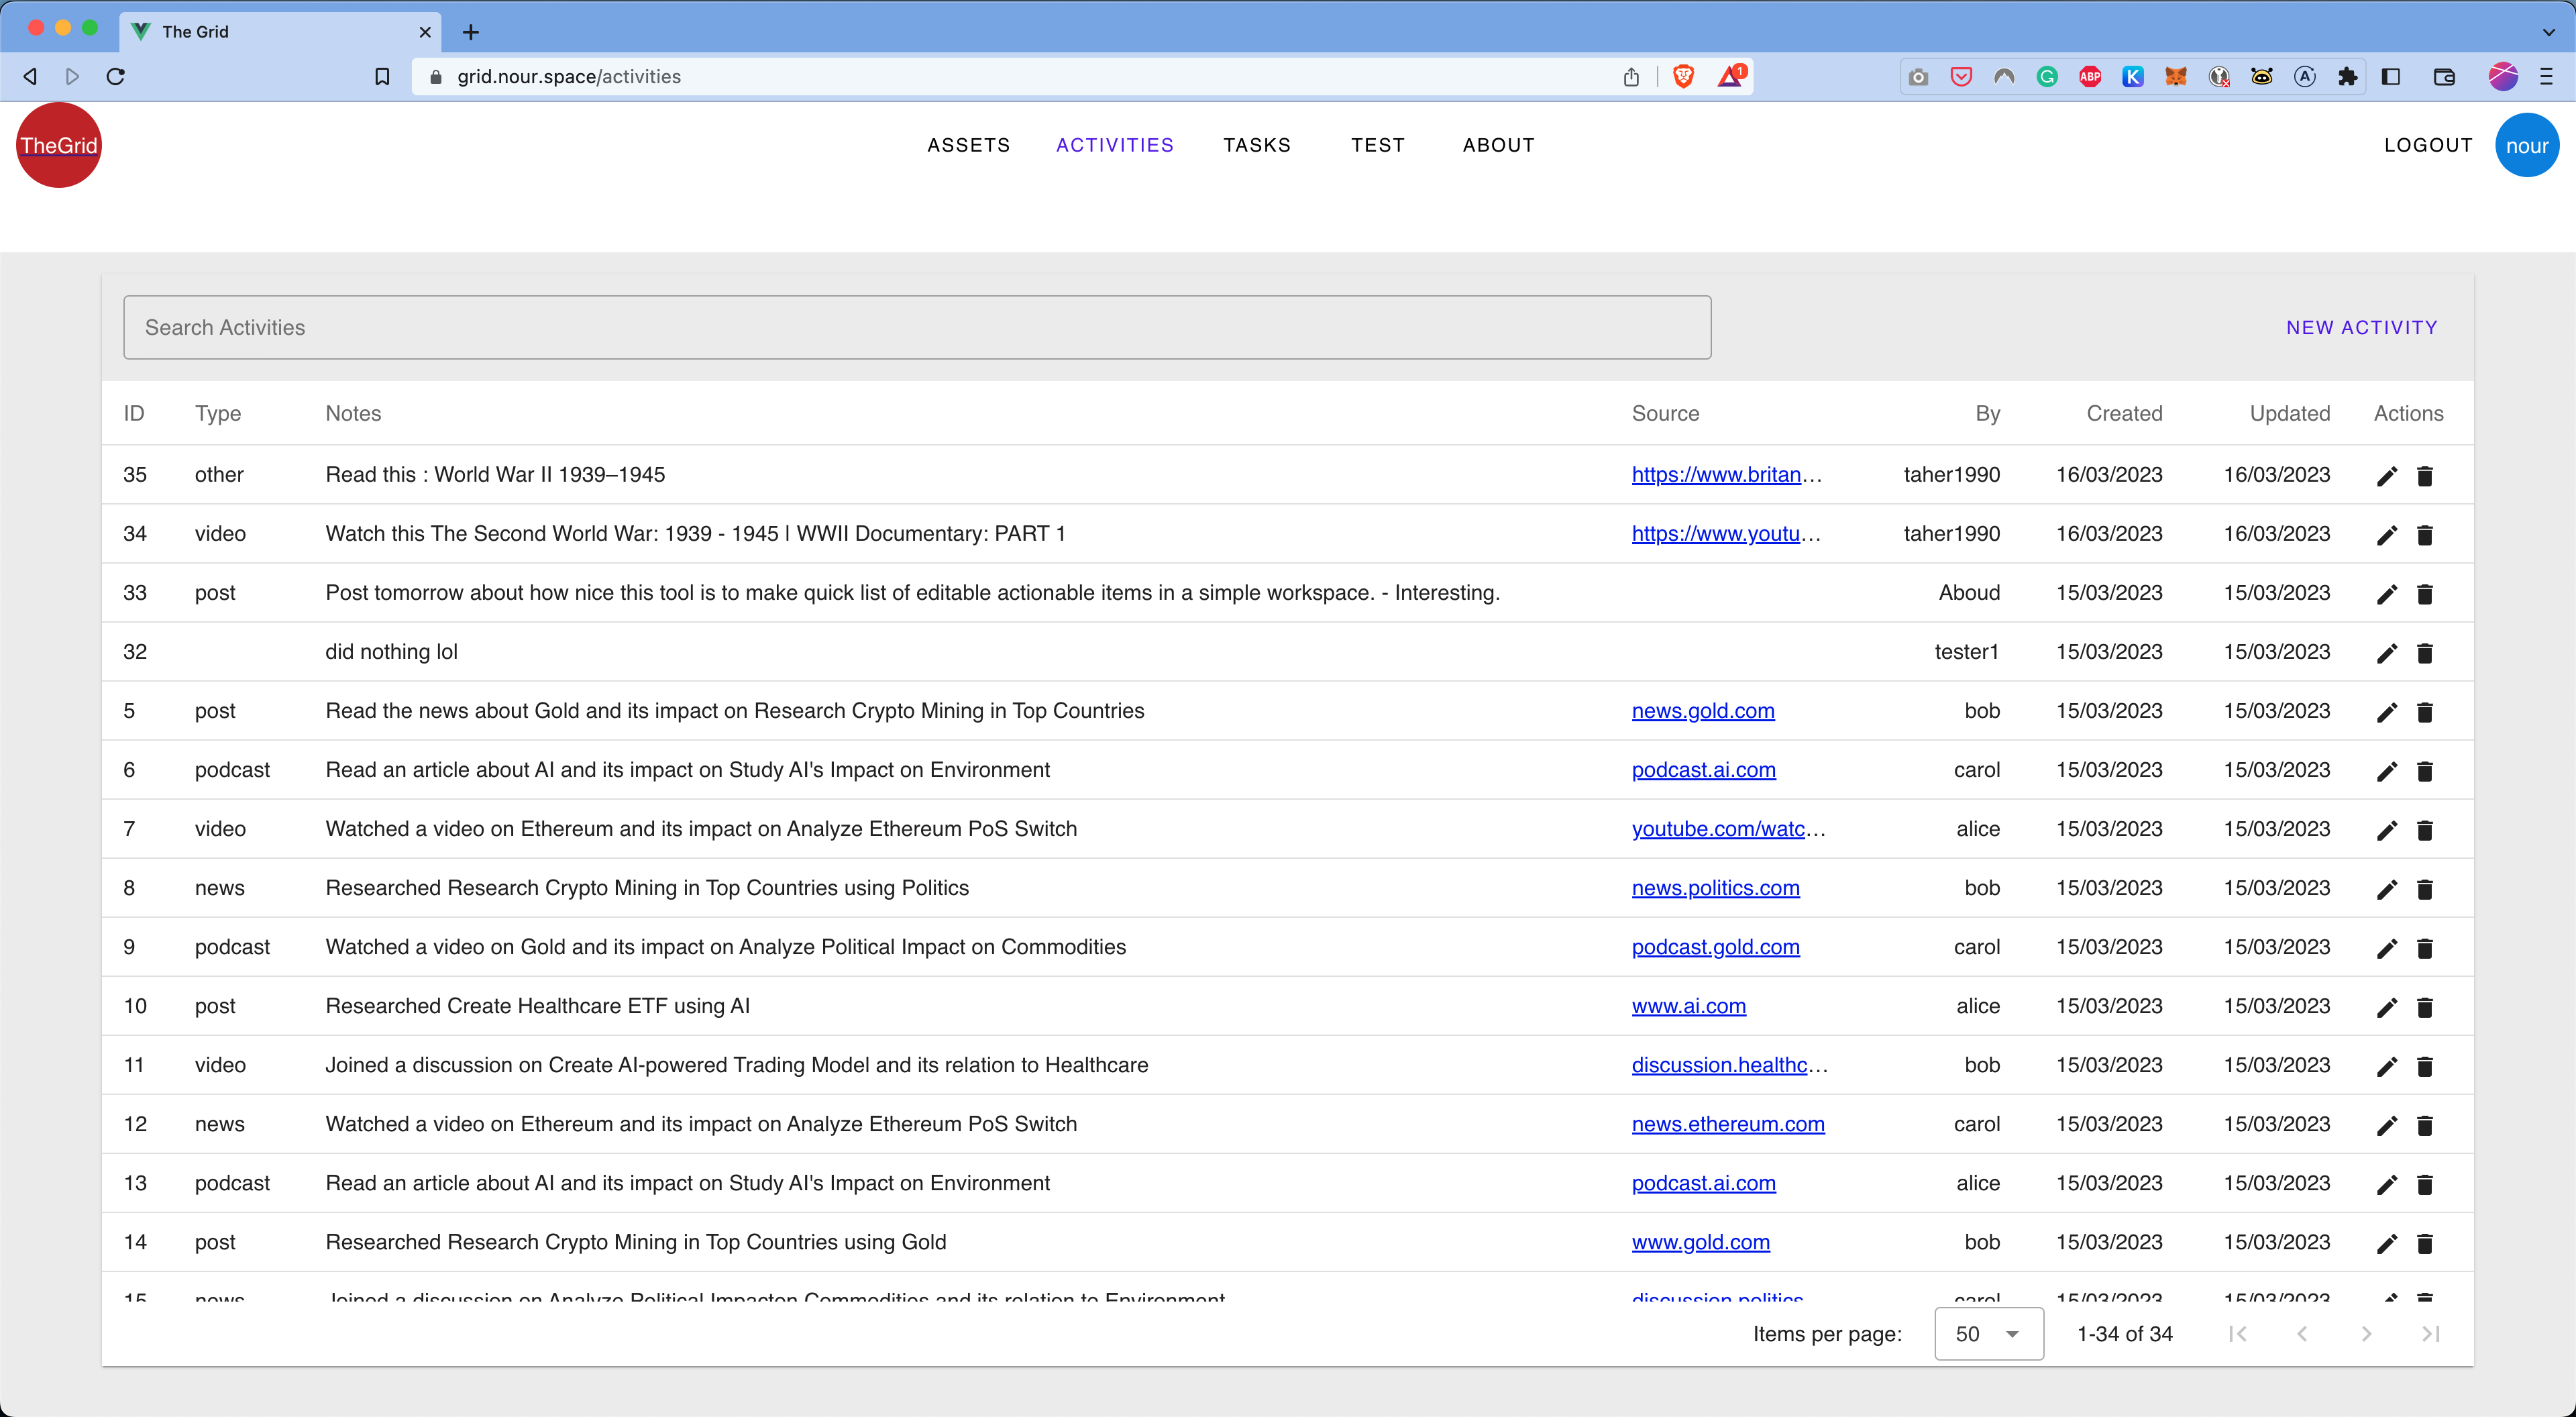 The Grid
grid.nour.space/activities
1
ABP
TheGrid
ASSETS ACTIVITIES TASKS TEST ABOUT
LOGOUT nour
Search Activities
NEW ACTIVITY
ID Type Notes Source By Created Updated Actions
35 other Read this : World War II 1939–1945 https://www.britan... taher1990 16/03/2023 16/03/2023
34 video Watch this The Second World War: 1939 - 1945 | WWII Documentary: PART 1 https://www.youtu... taher1990 16/03/2023 16/03/2023
33 post Post tomorrow about how nice this tool is to make quick list of editable actionable items in a simple workspace. - Interesting. Aboud 15/03/2023 15/03/2023
32 did nothing lol tester1 15/03/2023 15/03/2023
5 post Read the news about Gold and its impact on Research Crypto Mining in Top Countries news.gold.com bob 15/03/2023 15/03/2023
6 podcast Read an article about AI and its impact on Study AI's Impact on Environment podcast.ai.com carol 15/03/2023 15/03/2023
7 video Watched a video on Ethereum and its impact on Analyze Ethereum PoS Switch youtube.com/watc... alice 15/03/2023 15/03/2023
8 news Researched Research Crypto Mining in Top Countries using Politics news.politics.com bob 15/03/2023 15/03/2023
9 podcast Watched a video on Gold and its impact on Analyze Political Impact on Commodities podcast.gold.com carol 15/03/2023 15/03/2023
10 post Researched Create Healthcare ETF using AI www.ai.com alice 15/03/2023 15/03/2023
11 video Joined a discussion on Create AI-powered Trading Model and its relation to Healthcare discussion.healthc... bob 15/03/2023 15/03/2023
12 news Watched a video on Ethereum and its impact on Analyze Ethereum PoS Switch news.ethereum.com carol 15/03/2023 15/03/2023
13 podcast Read an article about AI and its impact on Study AI's Impact on Environment podcast.ai.com alice 15/03/2023 15/03/2023
14 post Researched Research Crypto Mining in Top Countries using Gold www.gold.com bob 15/03/2023 15/03/2023
15 news Joined a discussion on Analyze Political Impacton Commodities and its relation to Environment discussion.politics carol 15/03/2023 15/03/2023
Items per page: 50 1-34 of 34